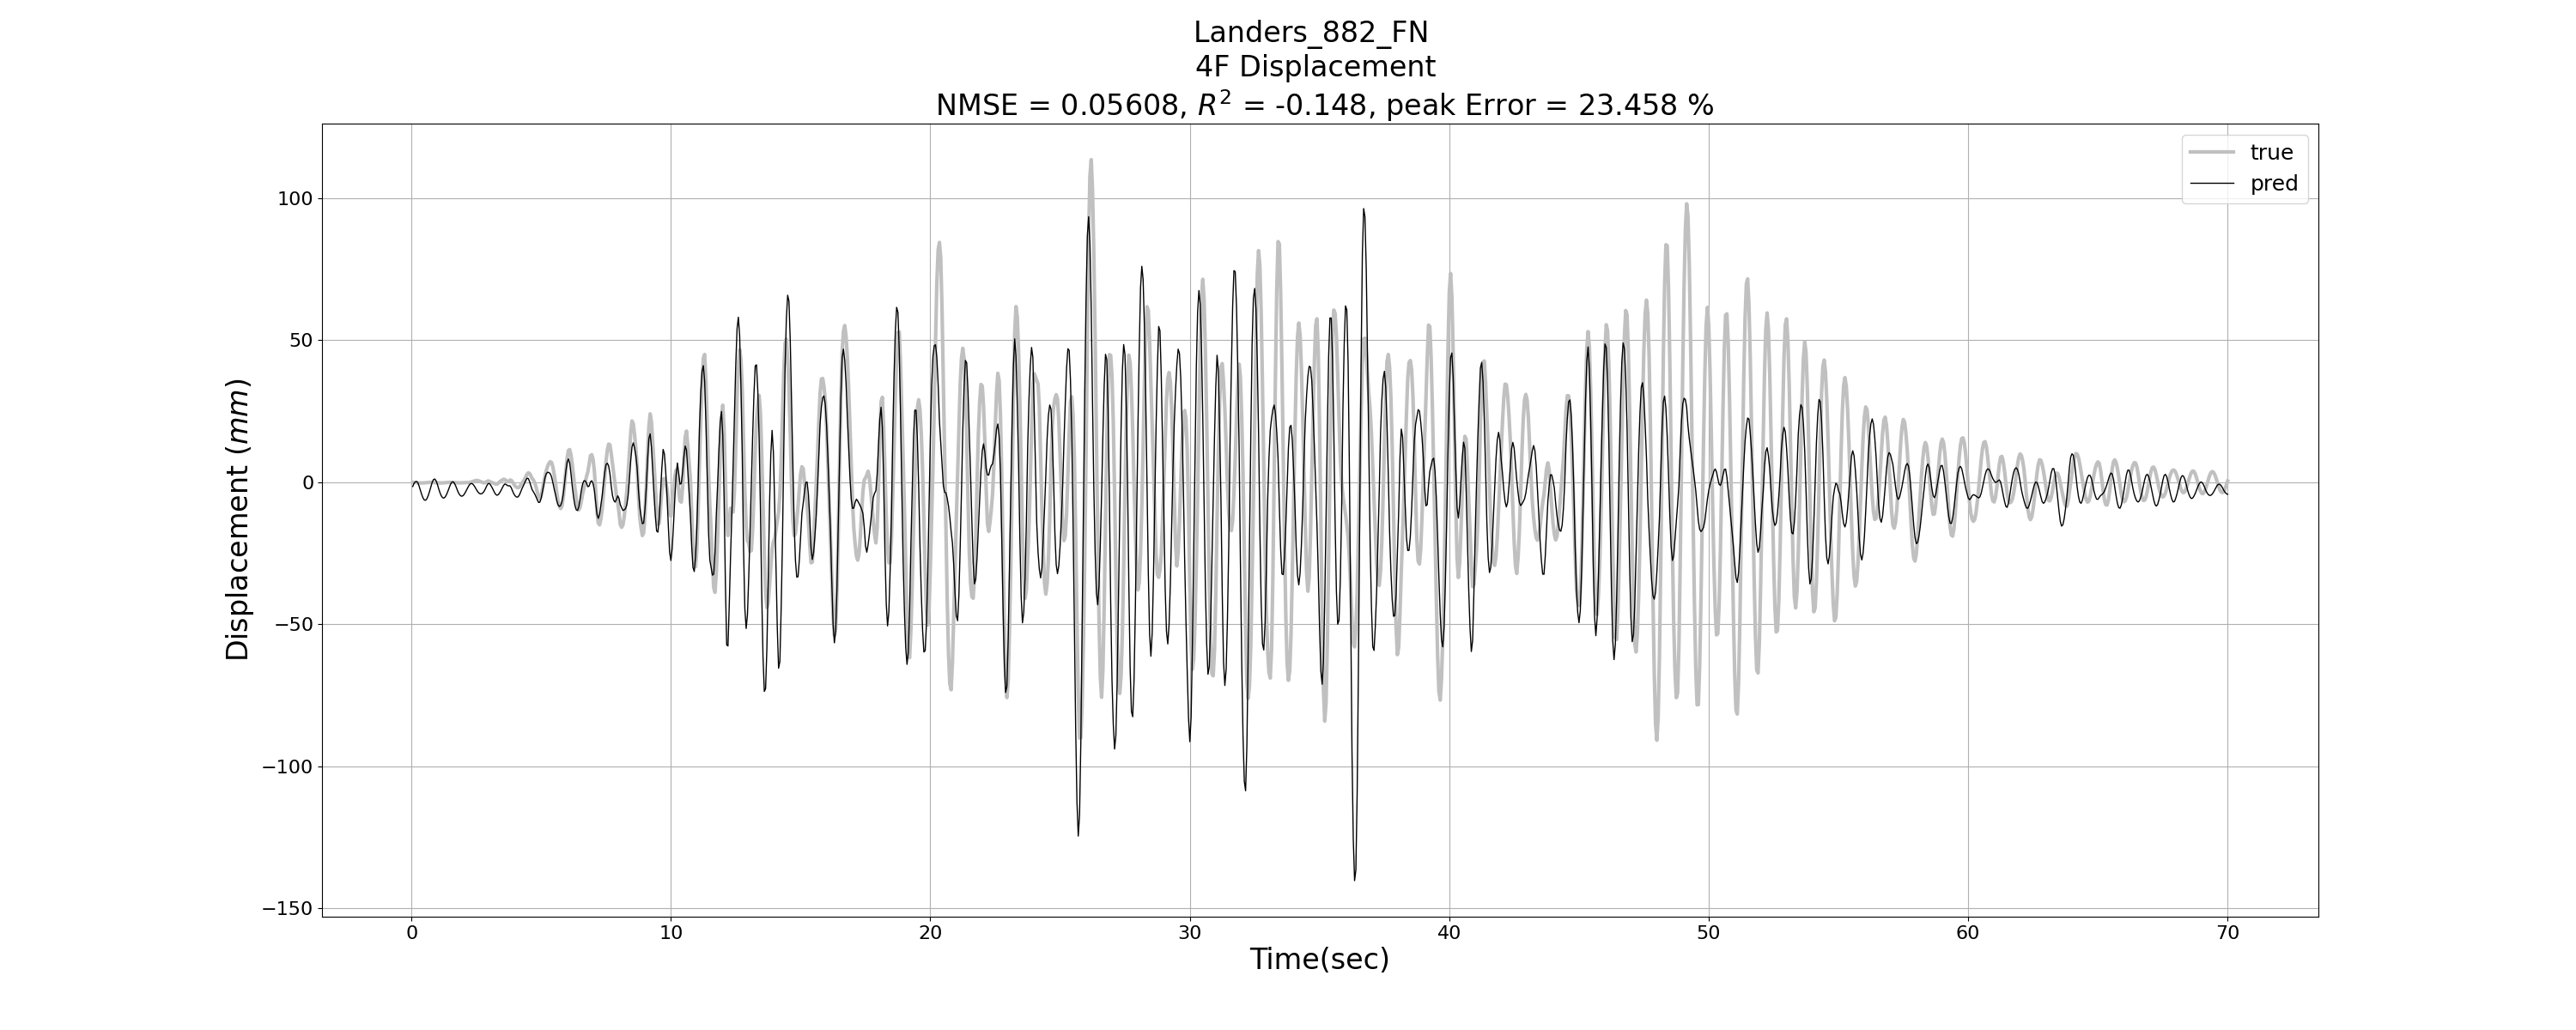 Landers_882_FN
4F Displacement
NMSE = 0.05608, R² = -0.148, peak Error = 23.458 %
true
pred
Displacement (mm)
100
50
0
−50
−100
−150
0 10 20 30 40 50 60 70
Time(sec)